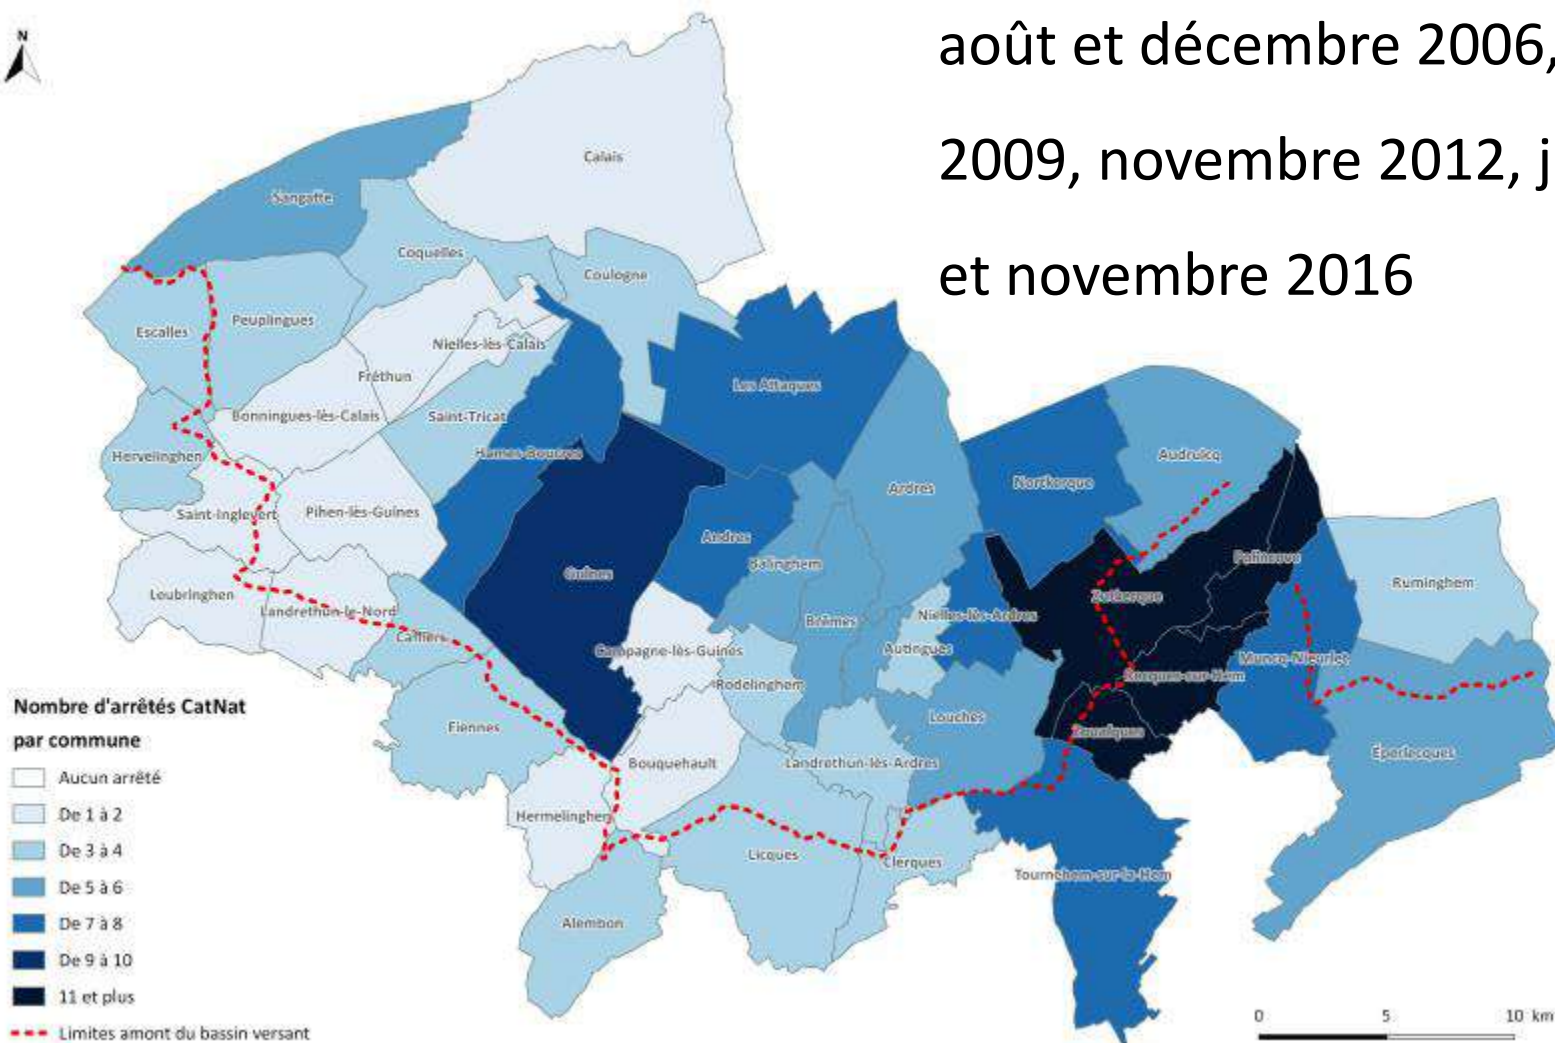 N
août et décembre 2006,
2009, novembre 2012, j
et novembre 2016
Calais
Sangatte
Coquelles
Coulogne
Peuplingues
Escalles
Nielles-lès-Calais
Fréthun
Les Attaques
Bonningues-lès-Calais
Saint-Tricat
Hames-Boucres
Hervelinghen
Audruicq
Nortkerque
Ardres
Saint-Inglevert
Pihen-lès-Guînes
Andres
Balinghem
Polincove
Guînes
Ruminghem
Leubringhen
Landrethun-le-Nord
Zutkerque
Nielles-lès-Ardres
Brêmes
Caffiers
Campagne-lès-Guînes
Autingues
Muncq-Nieurlet
Recques-sur-Hem
Rodelinghem
Louches
Zouafques
Fiennes
Éperlecques
Bouquehault
Landrethun-lès-Ardres
Hermelinghen
Licques
Clerques
Tournehem-sur-la-Hem
Alembon
Nombre d'arrêtés CatNat
par commune
Aucun arrêté
De 1 à 2
De 3 à 4
De 5 à 6
De 7 à 8
De 9 à 10
11 et plus
Limites amont du bassin versant
0 5 10 km